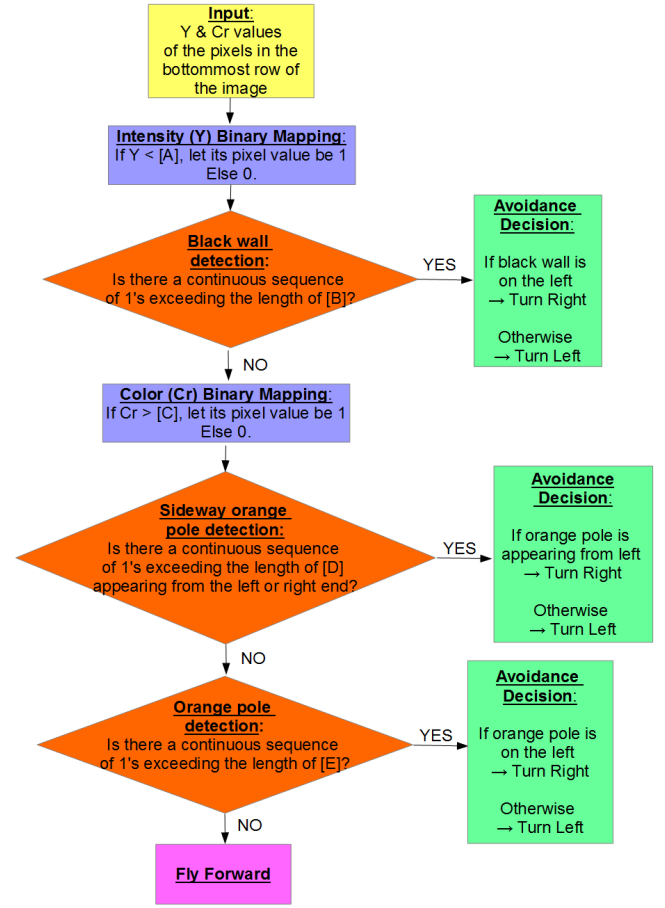 Input:
Y & Cr values
of the pixels in the
bottommost row of
the image
Intensity (Y) Binary Mapping:
If Y < [A], let its pixel value be 1
Else 0.
Black wall
detection:
Is there a continuous sequence
of 1's exceeding the length of [B]?
YES
Avoidance
Decision:
If black wall is
on the left
→ Turn Right
Otherwise
→ Turn Left
NO
Color (Cr) Binary Mapping:
If Cr > [C], let its pixel value be 1
Else 0.
Sideway orange
pole detection:
Is there a continuous sequence
of 1's exceeding the length of [D]
appearing from the left or right end?
YES
Avoidance
Decision:
If orange pole is
appearing from left
→ Turn Right
Otherwise
→ Turn Left
NO
Orange pole
detection:
Is there a continuous sequence
of 1's exceeding the length of [E]?
YES
Avoidance
Decision:
If orange pole is
on the left
→ Turn Right
Otherwise
→ Turn Left
NO
Fly Forward